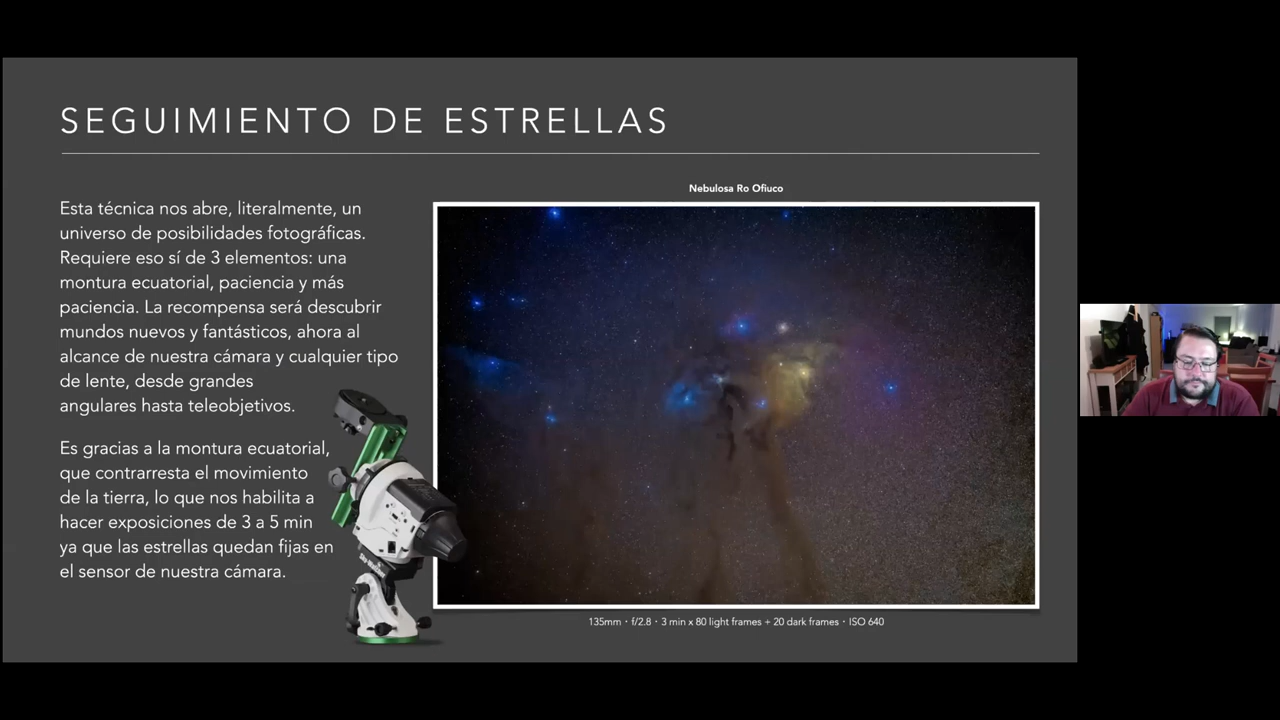 SEGUIMIENTO DE ESTRELLAS
Nebulosa Ro Ofiuco
Esta técnica nos abre, literalmente, un
universo de posibilidades fotográficas.
Requiere eso sí de 3 elementos: una
montura ecuatorial, paciencia y más
paciencia. La recompensa será descubrir
mundos nuevos y fantásticos, ahora al
alcance de nuestra cámara y cualquier tipo
de lente, desde grandes
angulares hasta teleobjetivos.
Es gracias a la montura ecuatorial,
que contrarresta el movimiento
de la tierra, lo que nos habilita a
hacer exposiciones de 3 a 5 min
ya que las estrellas quedan fijas en
el sensor de nuestra cámara.
135mm · f/2.8 · 3 min x 80 light frames + 20 dark frames · ISO 640